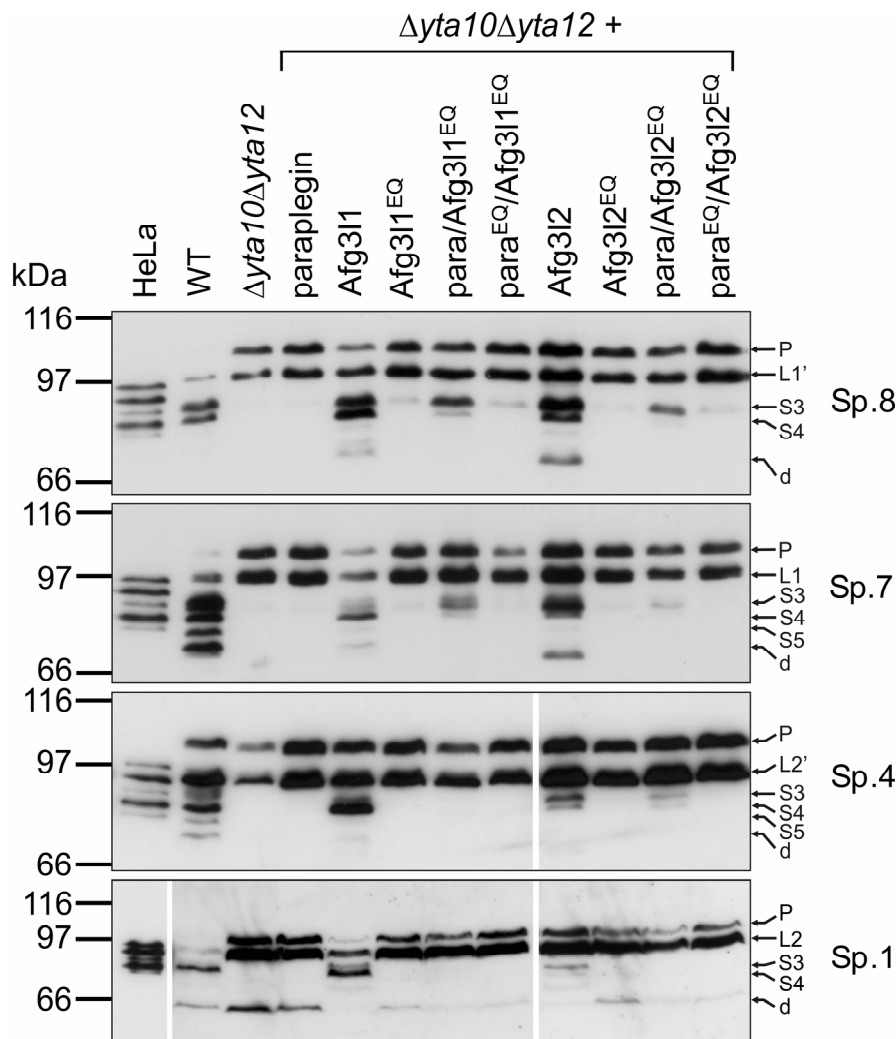 Δyta10Δyta12 +
kDa
HeLa
WT
Δyta10Δyta12
paraplegin
Afg3l1
Afg3l1EQ
para/Afg3l1EQ
paraEQ/Afg3l1EQ
Afg3l2
Afg3l2EQ
para/Afg3l2EQ
paraEQ/Afg3l2EQ
116
97
66
P
L1'
S3
S4
d
Sp.8
116
97
66
P
L1
S3
S4
S5
d
Sp.7
116
97
66
P
L2'
S3
S4
S5
d
Sp.4
116
97
66
P
L2
S3
S4
d
Sp.1